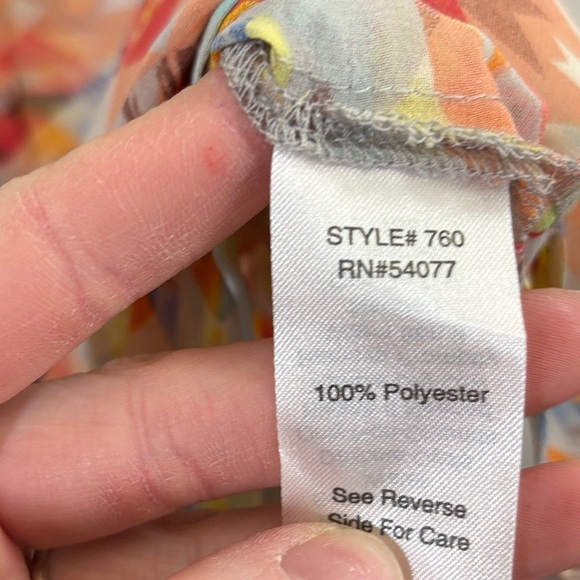 STYLE# 760
RN#54077
100% Polyester
See Reverse
Side For Care